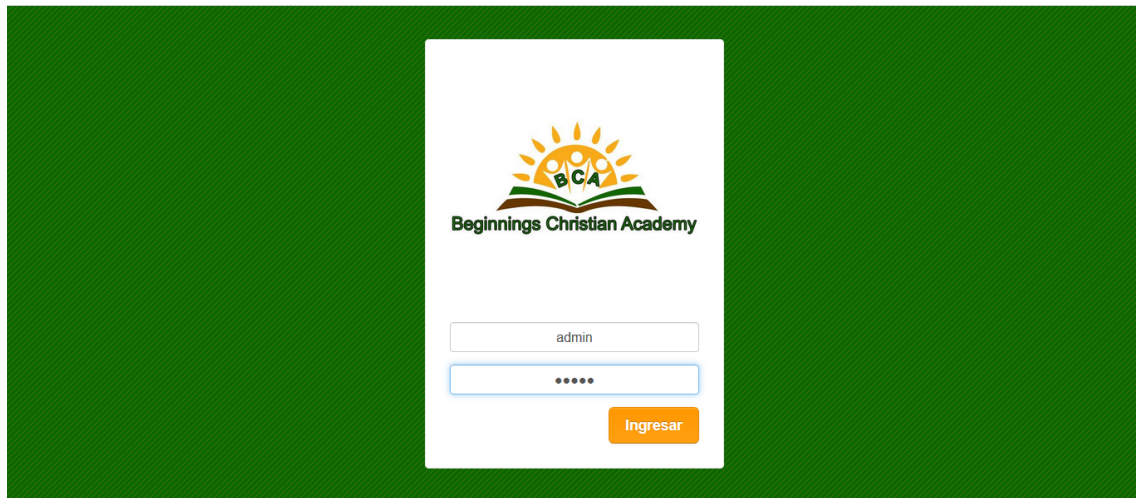 BCA
Beginnings Christian Academy
admin
•••••
Ingresar